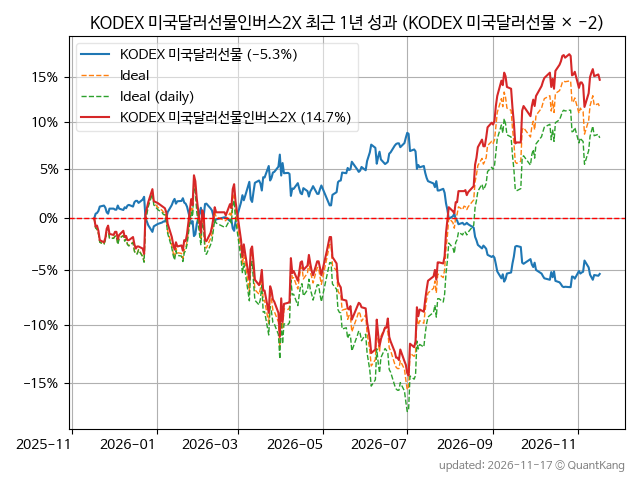 KODEX 미국달러선물인버스2X 최근 1년 성과 (KODEX 미국달러선물 × −2)
KODEX 미국달러선물 (−5.3%)
Ideal
Ideal (daily)
KODEX 미국달러선물인버스2X (14.7%)
15%
10%
5%
0%
−5%
−10%
−15%
2025−11 2026−01 2026−03 2026−05 2026−07 2026−09 2026−11
updated: 2026−11−17 © QuantKang